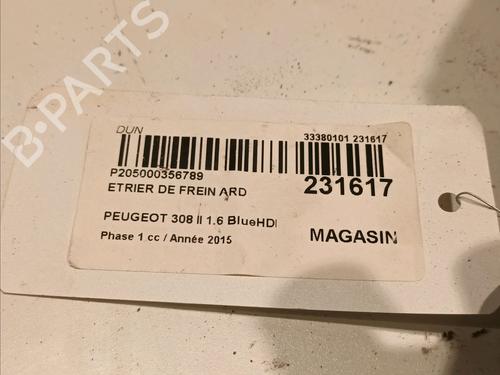 B-PARTS
DUN
33380101 231617
P205000356789
ETRIER DE FREIN ARD
231617
PEUGEOT 308 II 1.6 BlueHDI
Phase 1 cc / Année 2015
MAGASIN